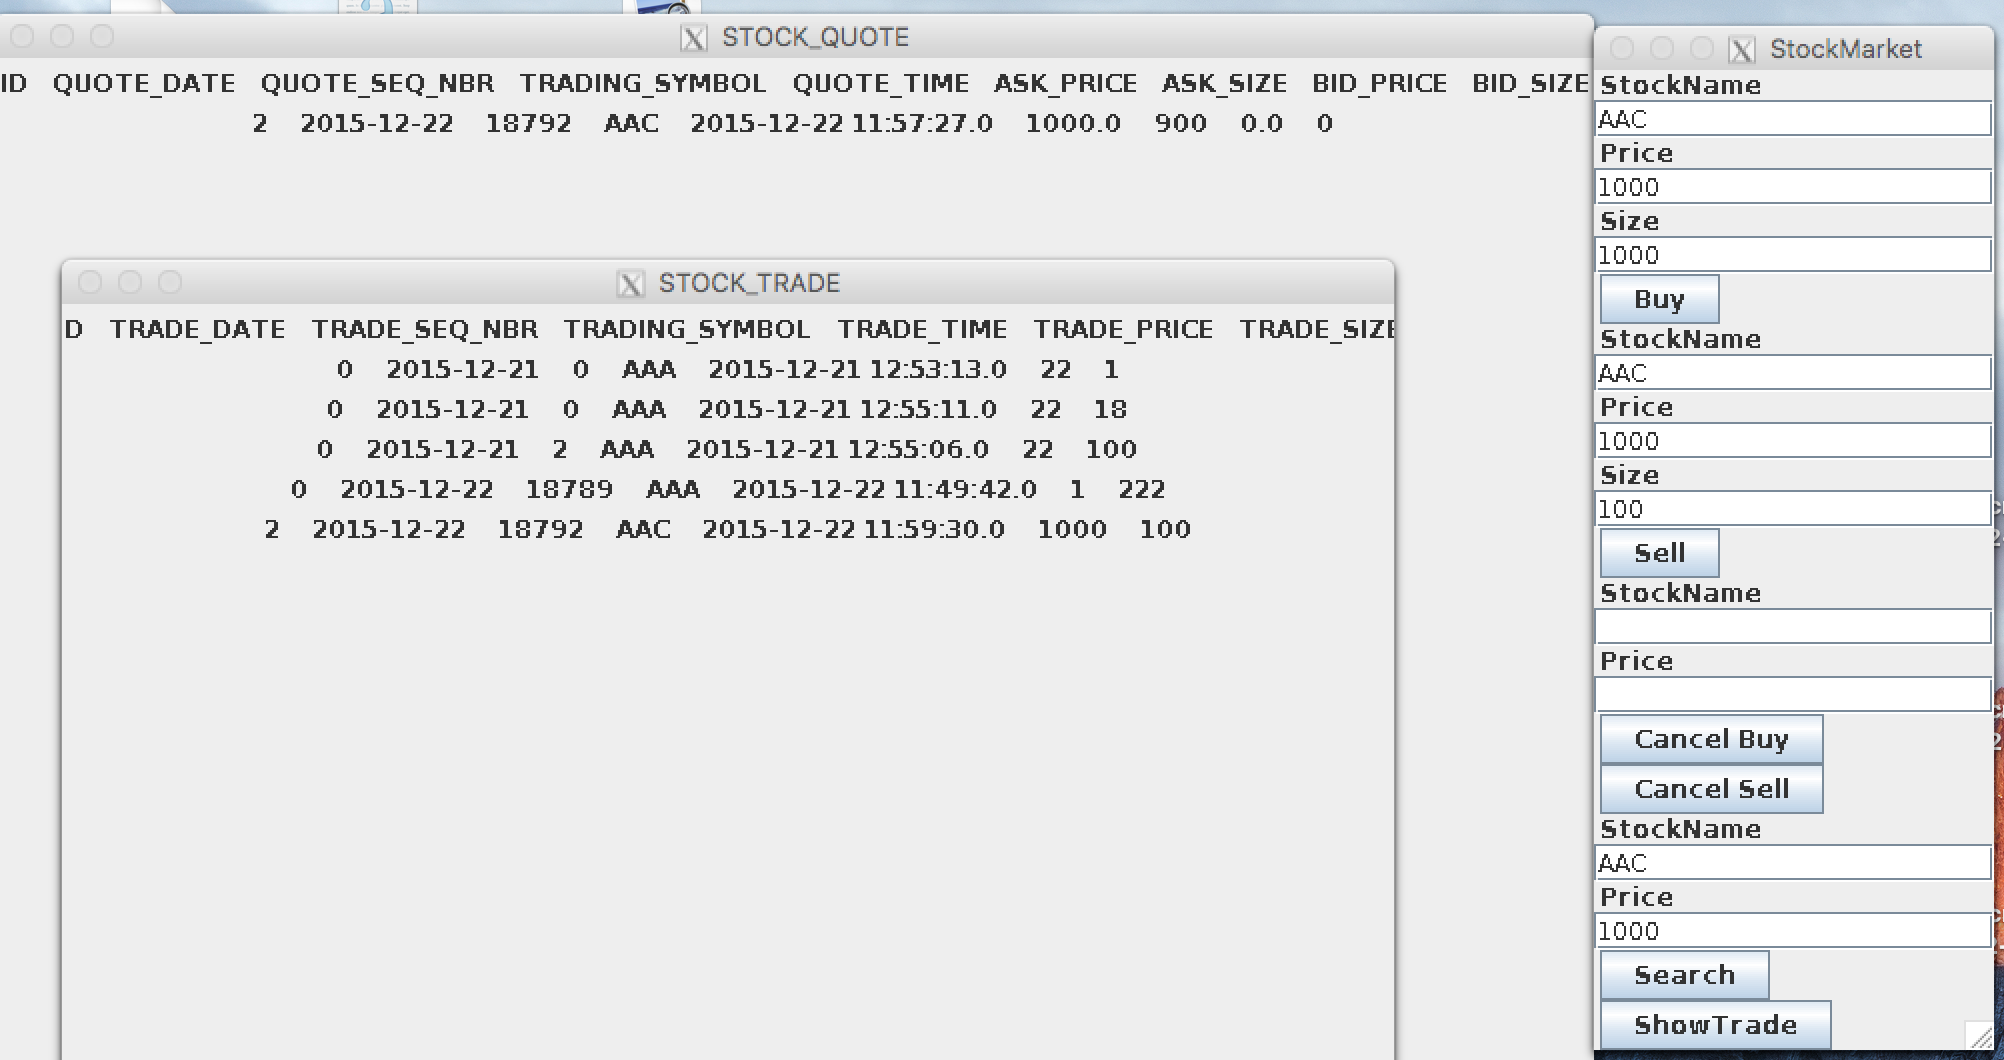 STOCK_QUOTE
ID QUOTE_DATE QUOTE_SEQ_NBR TRADING_SYMBOL QUOTE_TIME ASK_PRICE ASK_SIZE BID_PRICE BID_SIZE
2 2015-12-22 18792 AAC 2015-12-22 11:57:27.0 1000.0 900 0.0 0
STOCK_TRADE
D TRADE_DATE TRADE_SEQ_NBR TRADING_SYMBOL TRADE_TIME TRADE_PRICE TRADE_SIZE
0 2015-12-21 0 AAA 2015-12-21 12:53:13.0 22 1
0 2015-12-21 0 AAA 2015-12-21 12:55:11.0 22 18
0 2015-12-21 2 AAA 2015-12-21 12:55:06.0 22 100
0 2015-12-22 18789 AAA 2015-12-22 11:49:42.0 1 222
2 2015-12-22 18792 AAC 2015-12-22 11:59:30.0 1000 100
StockMarket
StockName
AAC
Price
1000
Size
1000
Buy
StockName
AAC
Price
1000
Size
100
Sell
StockName
Price
Cancel Buy
Cancel Sell
StockName
AAC
Price
1000
Search
ShowTrade